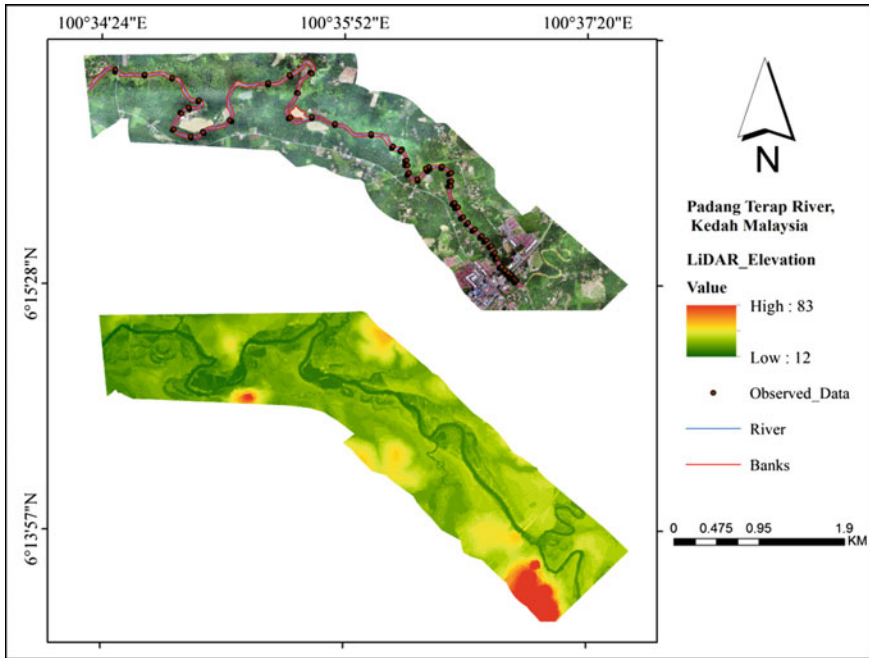 100°34'24"E 100°35'52"E 100°37'20"E
6°15'28"N
6°13'57"N
N
Padang Terap River,
Kedah Malaysia
LiDAR_Elevation
Value
High : 83
Low : 12
Observed_Data
River
Banks
0 0.475 0.95 1.9
KM